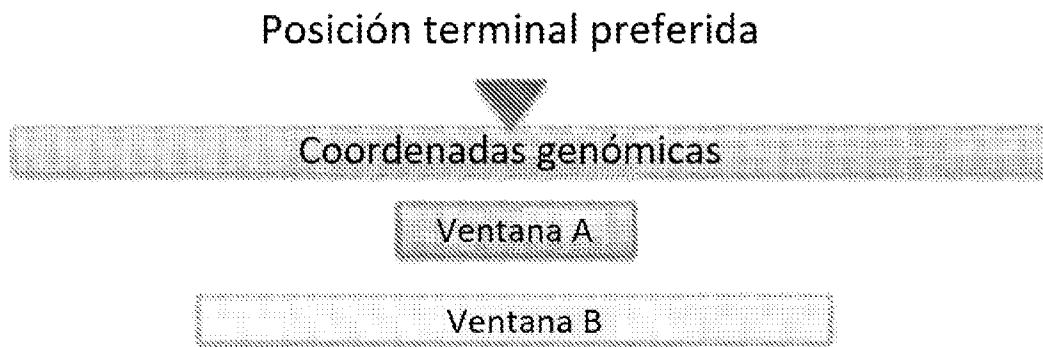 Posición terminal preferida
Coordenadas genómicas
Ventana A
Ventana B